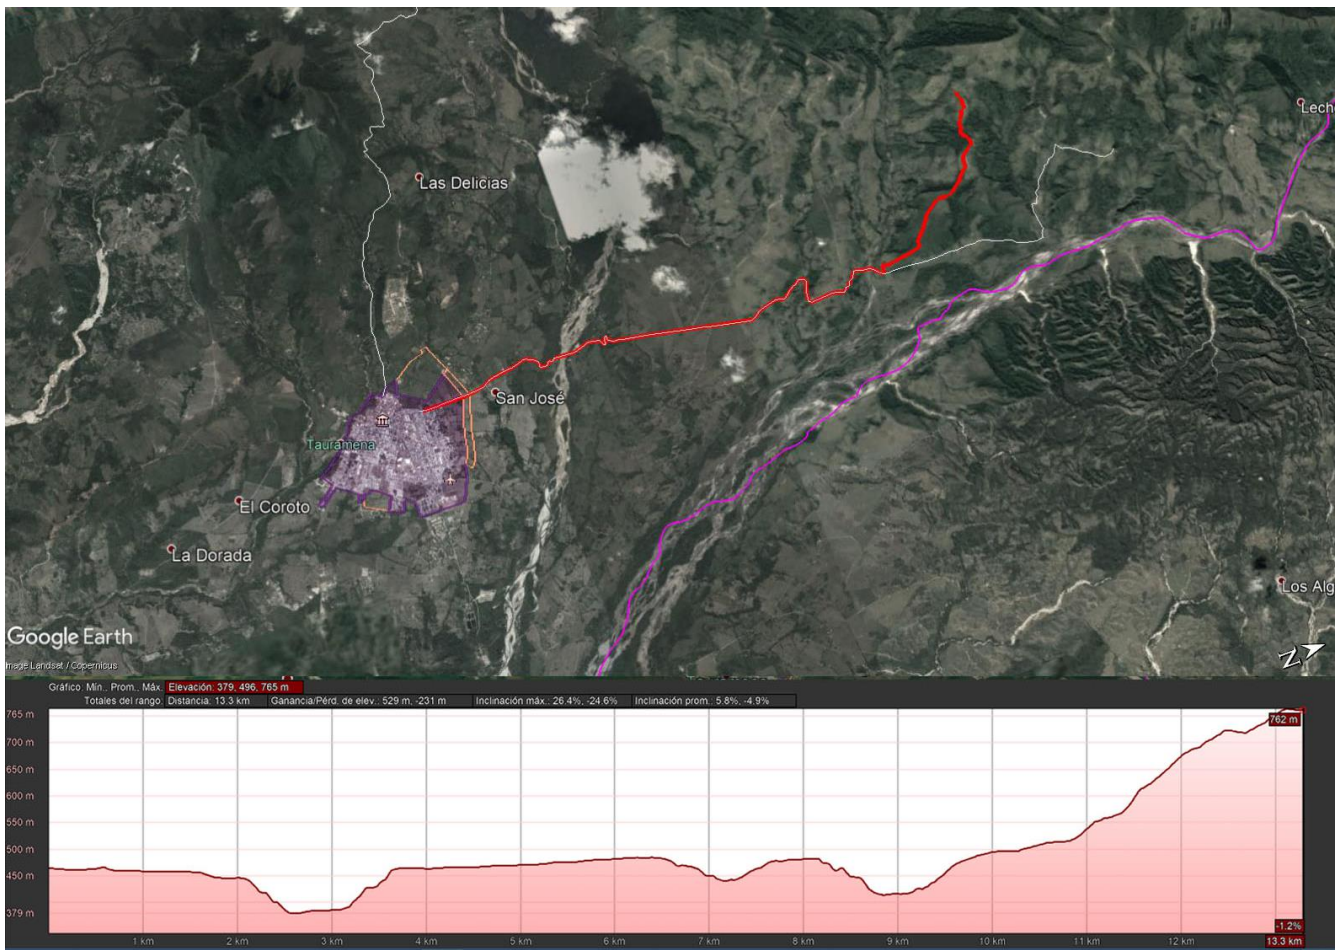 Lech
Las Delicias
San José
Tauramena
El Coroto
La Dorada
Los Alg
Google Earth
Image Landsat / Copernicus
N
Gráfico: Mín., Prom., Máx. Elevación: 379, 496, 765 m
Totales del rango: Distancia: 13.3 km Ganancia/Pérd. de elev.: 529 m, -231 m Inclinación máx.: 26.4%, -24.6% Inclinación prom.: 5.8%, -4.9%
765 m
762 m
700 m
650 m
600 m
550 m
500 m
450 m
379 m
-1.2%
1 km 2 km 3 km 4 km 5 km 6 km 7 km 8 km 9 km 10 km 11 km 12 km 13.3 km